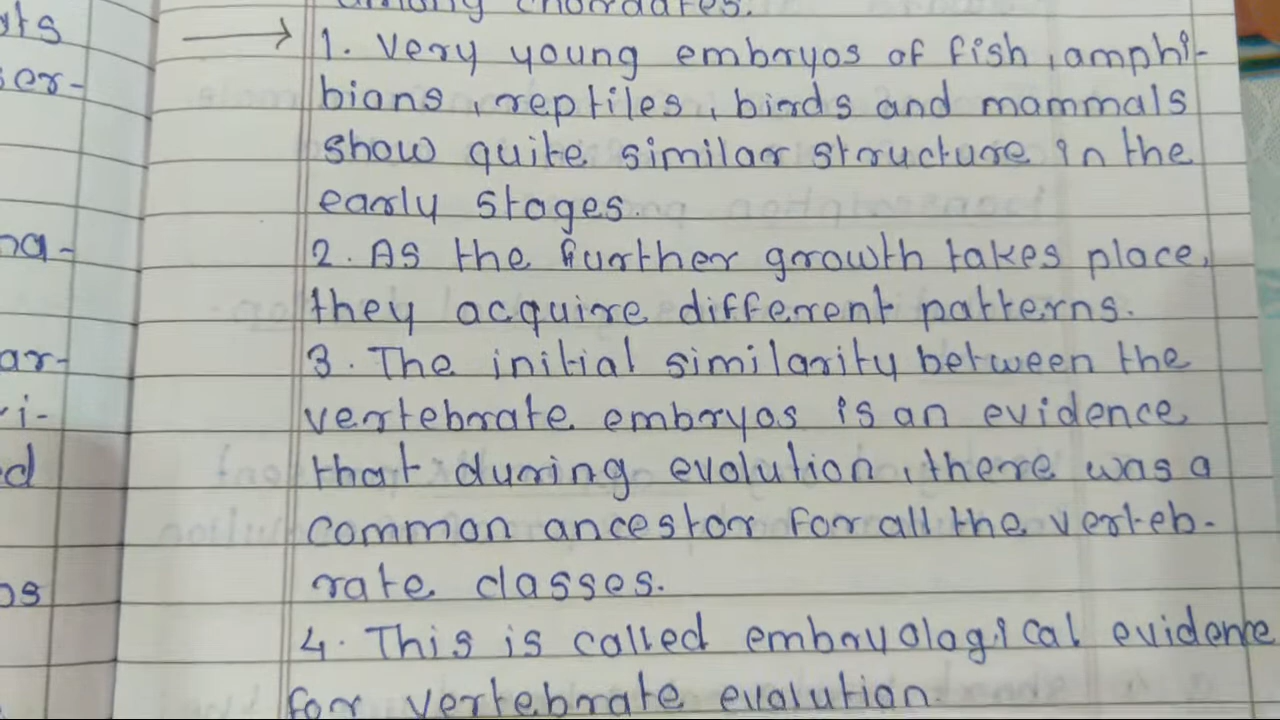 among chordates.
→ 1. Very young embryos of fish, amphi-
bians, reptiles, birds and mammals
show quite similar structure in the
early stages.
2. As the further growth takes place,
they acquire different patterns.
3. The initial similarity between the
vertebrate embryos is an evidence
that during evolution, there was a
common ancestor for all the verteb-
rate classes.
4. This is called embryological evidence
for vertebrate evolution.